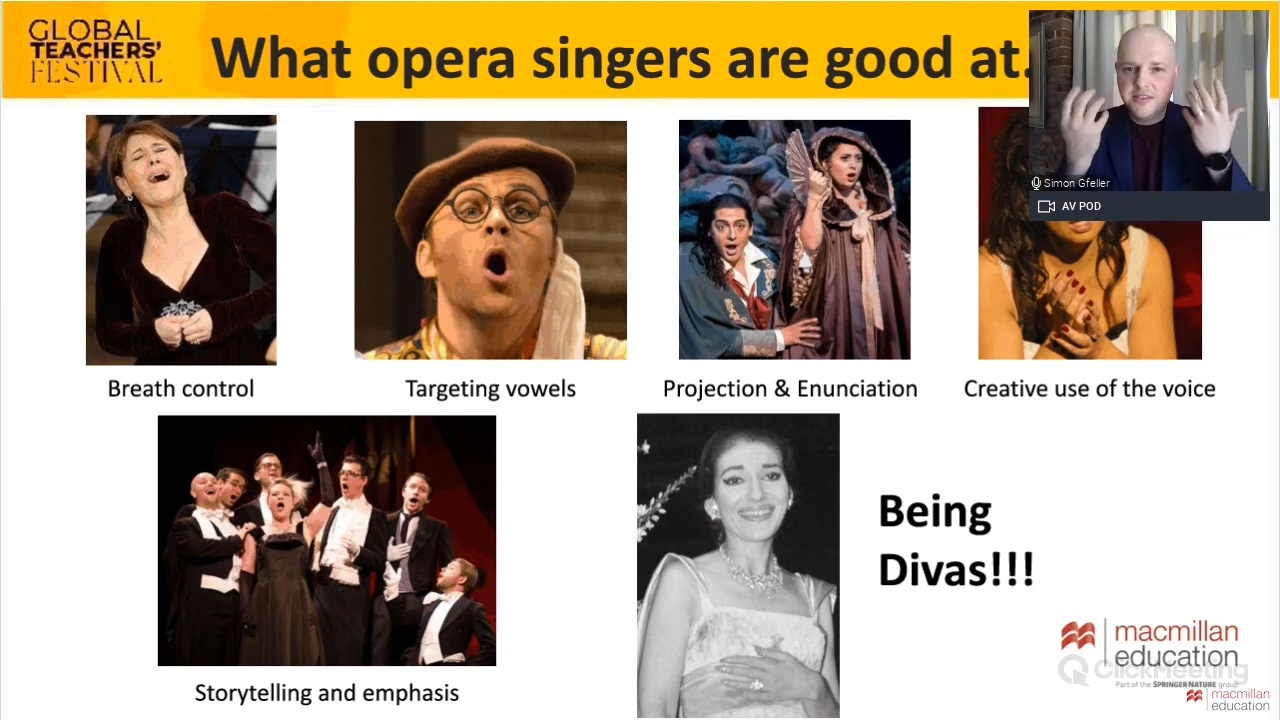 GLOBAL
TEACHERS'
FESTIVAL
What opera singers are good at.
Simon Gfeller
AV POD
Breath control
Targeting vowels
Projection & Enunciation
Creative use of the voice
Being
Divas!!!
Storytelling and emphasis
macmillan
education
ClickMeeting
Part of the SPRINGER NATURE group
macmillan
education